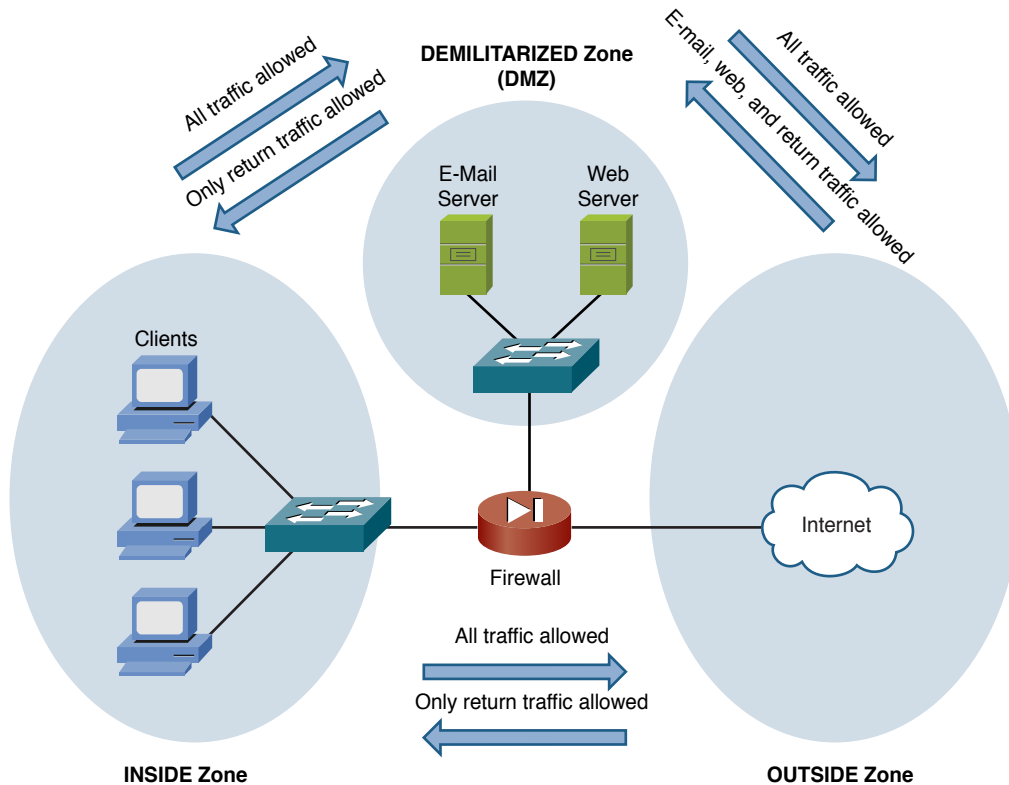 DEMILITARIZED Zone
(DMZ)
All traffic allowed
Only return traffic allowed
All traffic allowed
E-mail, web, and return traffic allowed
E-Mail
Server
Web
Server
Clients
Internet
Firewall
All traffic allowed
Only return traffic allowed
INSIDE Zone
OUTSIDE Zone